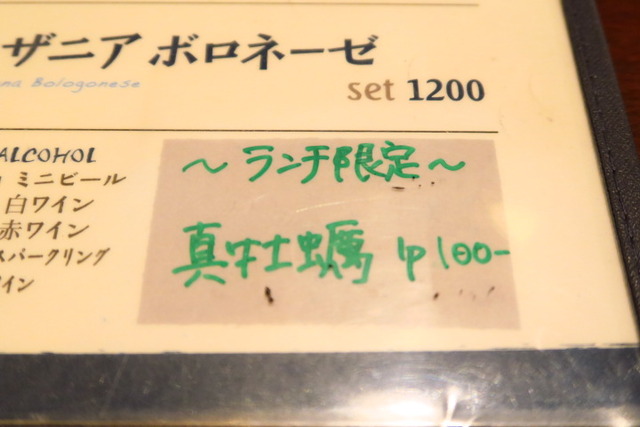 ザニア ボロネーゼ
na Bologonese
set 1200
ALCOHOL
ミニビール
白ワイン
赤ワイン
スパークリング
イン
～ランチ限定～
真牡蠣 1p100-